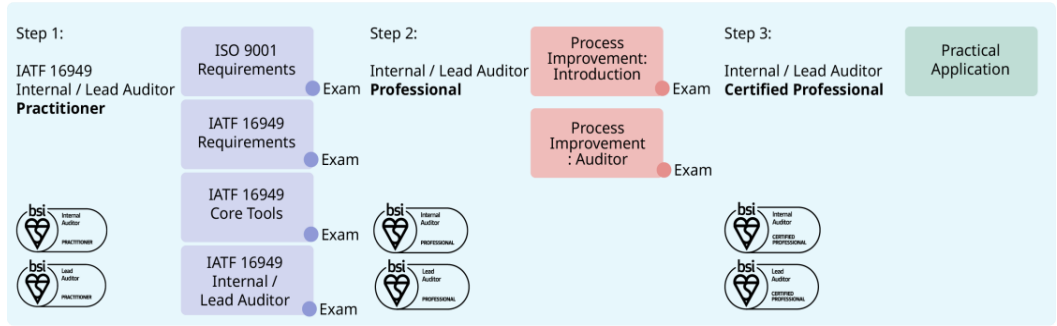 Step 1:
IATF 16949
Internal / Lead Auditor
Practitioner
ISO 9001
Requirements
Exam
IATF 16949
Requirements
Exam
IATF 16949
Core Tools
Exam
IATF 16949
Internal /
Lead Auditor
Exam
bsi
Internal
Auditor
PRACTITIONER
bsi
Lead
Auditor
PRACTITIONER
Step 2:
Internal / Lead Auditor
Professional
Process
Improvement:
Introduction
Exam
Process
Improvement
: Auditor
Exam
bsi
Internal
Auditor
PROFESSIONAL
bsi
Lead
Auditor
PROFESSIONAL
Step 3:
Internal / Lead Auditor
Certified Professional
Practical
Application
bsi
Internal
Auditor
CERTIFIED
PROFESSIONAL
bsi
Lead
Auditor
CERTIFIED
PROFESSIONAL